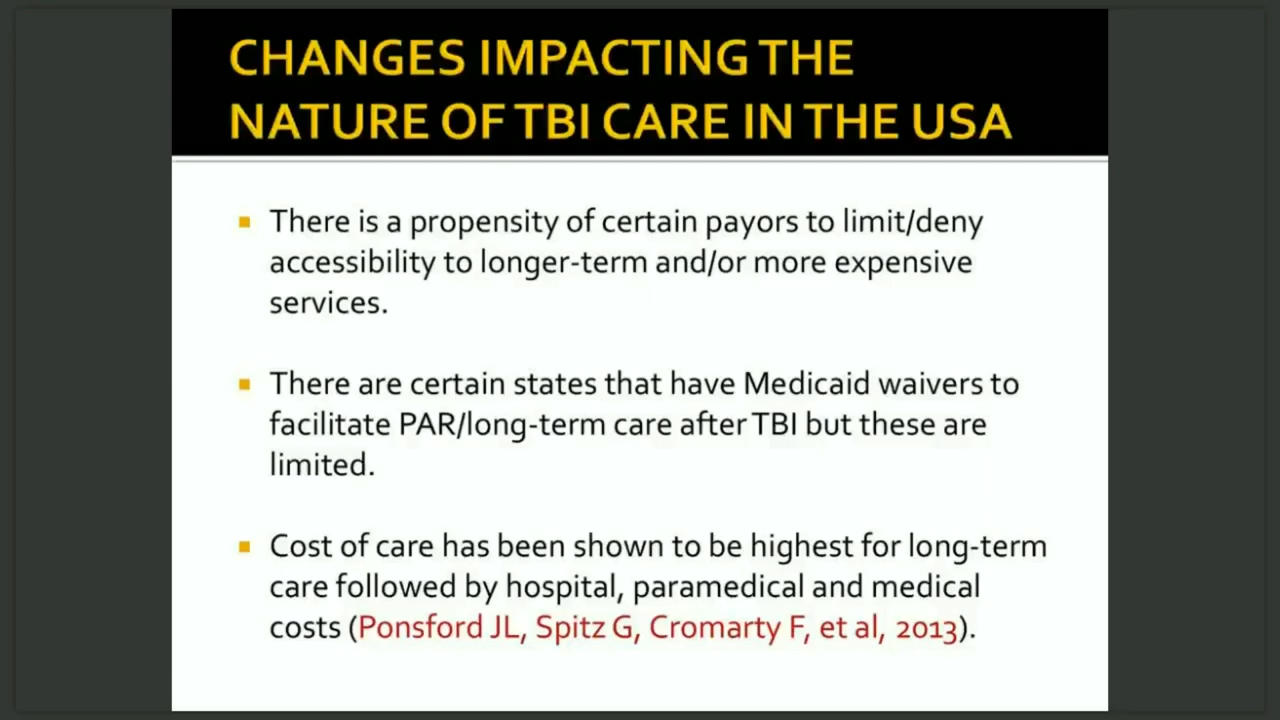 CHANGES IMPACTING THE
NATURE OF TBI CARE IN THE USA
There is a propensity of certain payors to limit/deny
accessibility to longer-term and/or more expensive
services.
There are certain states that have Medicaid waivers to
facilitate PAR/long-term care after TBI but these are
limited.
Cost of care has been shown to be highest for long-term
care followed by hospital, paramedical and medical
costs (Ponsford JL, Spitz G, Cromarty F, et al, 2013).